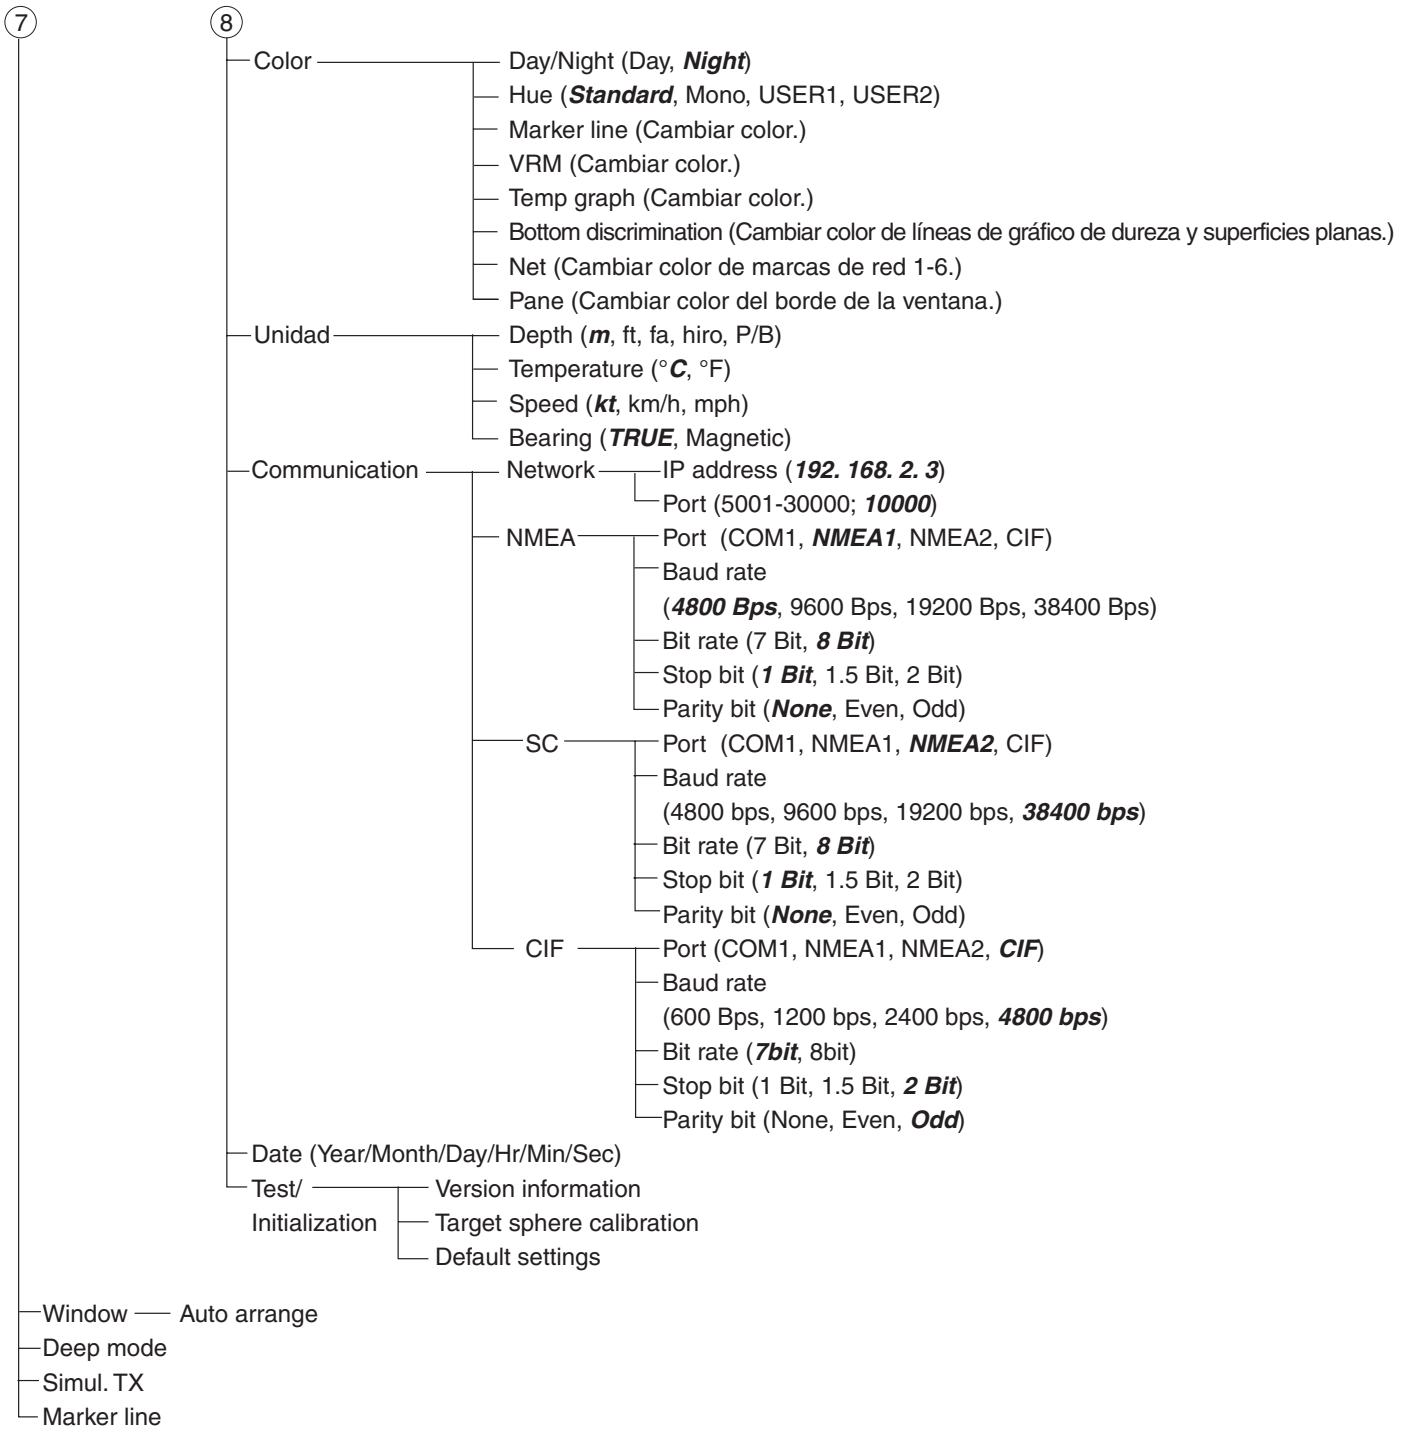 7 8
Color Day/Night (Day, Night)
Hue (Standard, Mono, USER1, USER2)
Marker line (Cambiar color.)
VRM (Cambiar color.)
Temp graph (Cambiar color.)
Bottom discrimination (Cambiar color de líneas de gráfico de dureza y superficies planas.)
Net (Cambiar color de marcas de red 1-6.)
Pane (Cambiar color del borde de la ventana.)
Unidad Depth (m, ft, fa, hiro, P/B)
Temperature (°C, °F)
Speed (kt, km/h, mph)
Bearing (TRUE, Magnetic)
Communication Network IP address (192. 168. 2. 3)
Port (5001-30000; 10000)
NMEA Port (COM1, NMEA1, NMEA2, CIF)
Baud rate
(4800 Bps, 9600 Bps, 19200 Bps, 38400 Bps)
Bit rate (7 Bit, 8 Bit)
Stop bit (1 Bit, 1.5 Bit, 2 Bit)
Parity bit (None, Even, Odd)
SC Port (COM1, NMEA1, NMEA2, CIF)
Baud rate
(4800 bps, 9600 bps, 19200 bps, 38400 bps)
Bit rate (7 Bit, 8 Bit)
Stop bit (1 Bit, 1.5 Bit, 2 Bit)
Parity bit (None, Even, Odd)
CIF Port (COM1, NMEA1, NMEA2, CIF)
Baud rate
(600 Bps, 1200 bps, 2400 bps, 4800 bps)
Bit rate (7bit, 8bit)
Stop bit (1 Bit, 1.5 Bit, 2 Bit)
Parity bit (None, Even, Odd)
Date (Year/Month/Day/Hr/Min/Sec)
Test/ Version information
Initialization Target sphere calibration
Default settings
Window Auto arrange
Deep mode
Simul. TX
Marker line